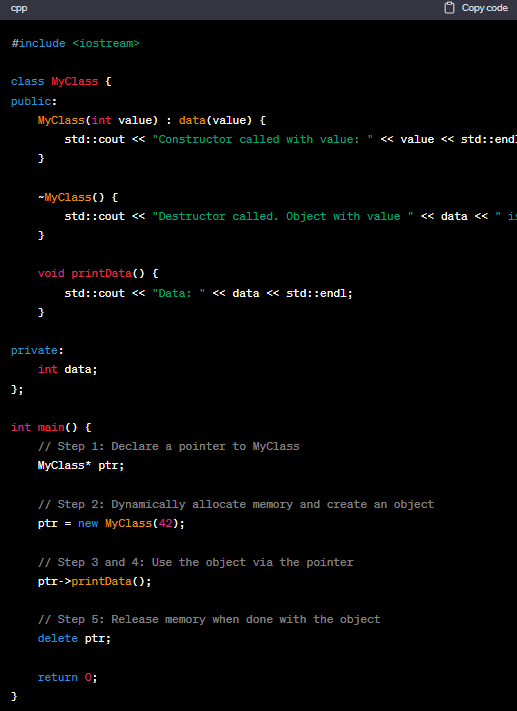 cpp
Copy code
#include <iostream>
class MyClass {
public:
MyClass(int value) : data(value) {
std::cout << "Constructor called with value: " << value << std::endl
}
~MyClass() {
std::cout << "Destructor called. Object with value " << data << " is
}
void printData() {
std::cout << "Data: " << data << std::endl;
}
private:
int data;
};
int main() {
// Step 1: Declare a pointer to MyClass
MyClass* ptr;
// Step 2: Dynamically allocate memory and create an object
ptr = new MyClass(42);
// Step 3 and 4: Use the object via the pointer
ptr->printData();
// Step 5: Release memory when done with the object
delete ptr;
return 0;
}